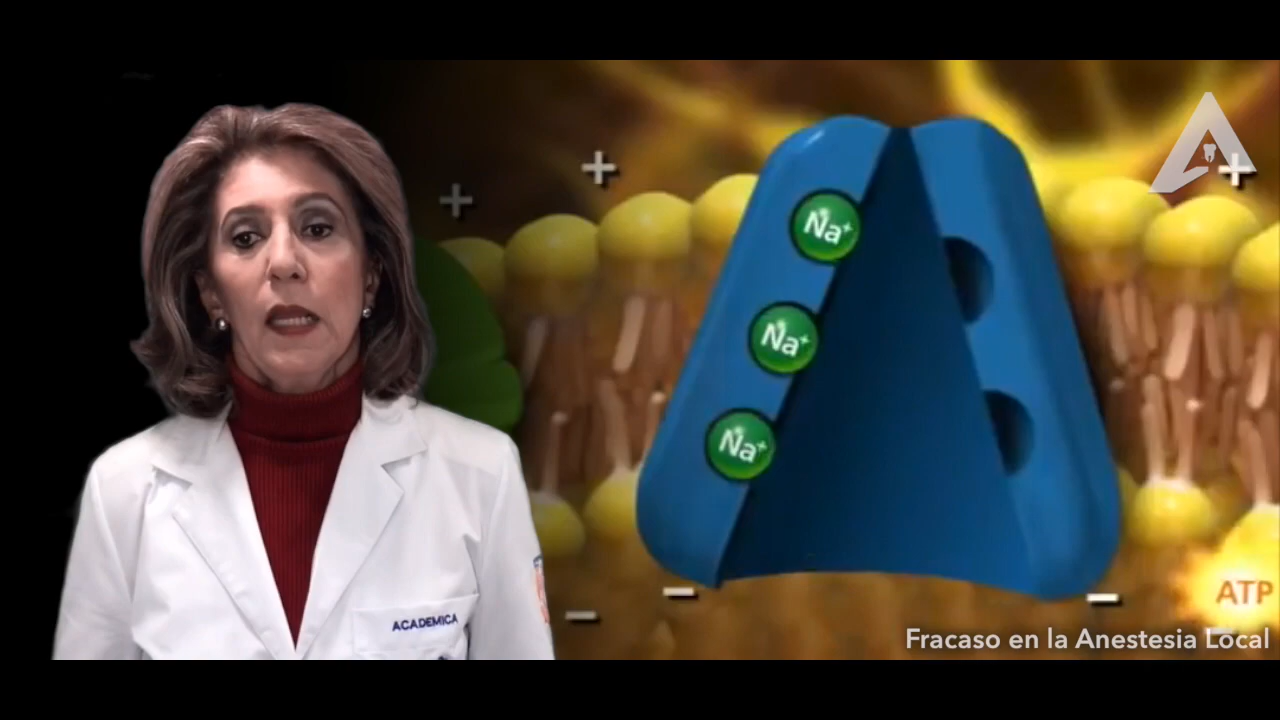 Na⁺
Na⁺
Na⁺
ACADEMICA
ATP
Fracaso en la Anestesia Local